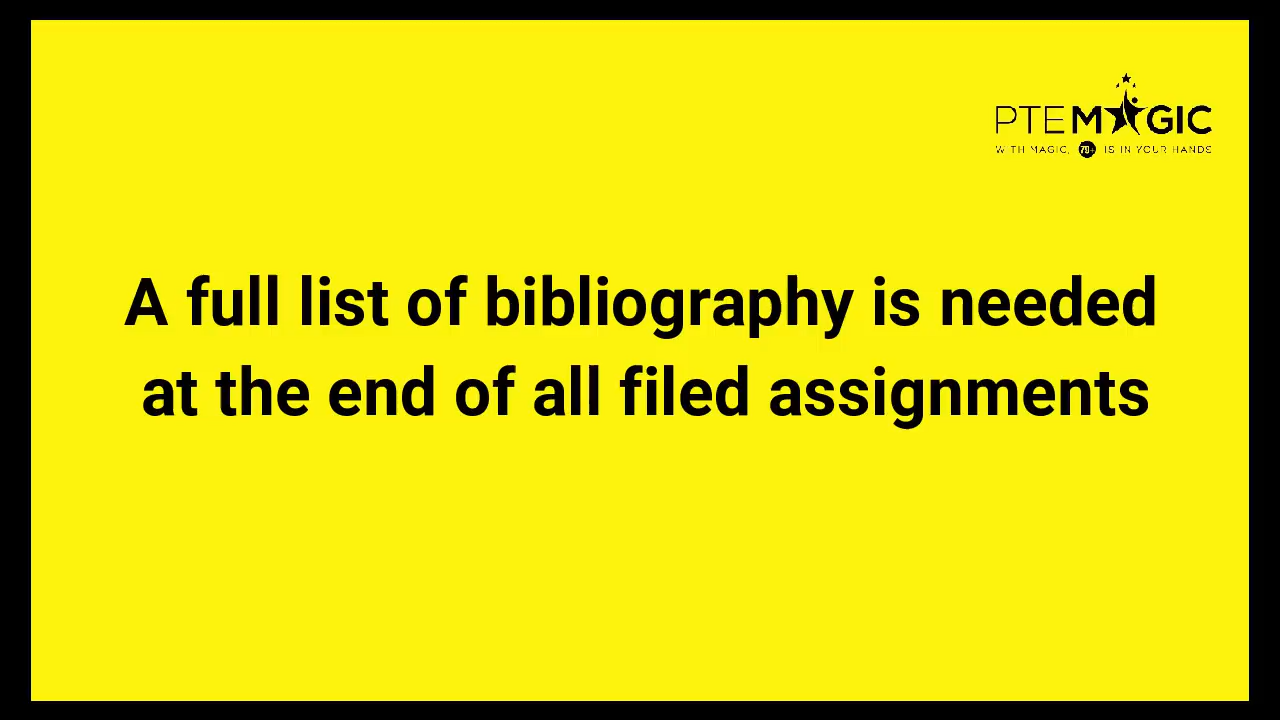 PTEMAGIC
WITH MAGIC, 79+ IS IN YOUR HANDS
A full list of bibliography is needed
at the end of all filed assignments